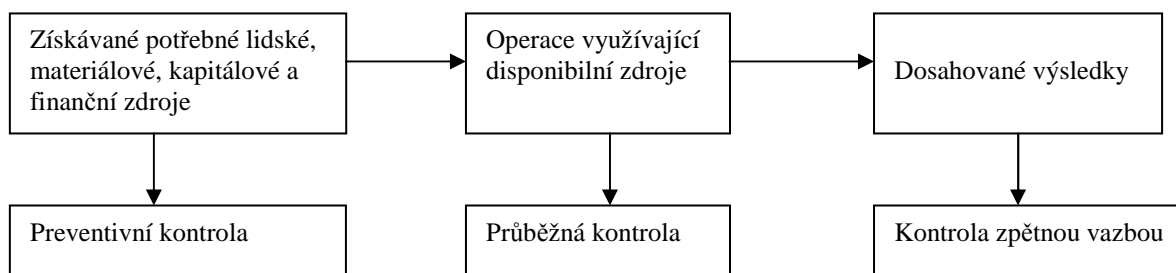 Získávané potřebné lidské,
materiálové, kapitálové a
finanční zdroje
Operace využívající
disponibilní zdroje
Dosahované výsledky
Preventivní kontrola
Průběžná kontrola
Kontrola zpětnou vazbou